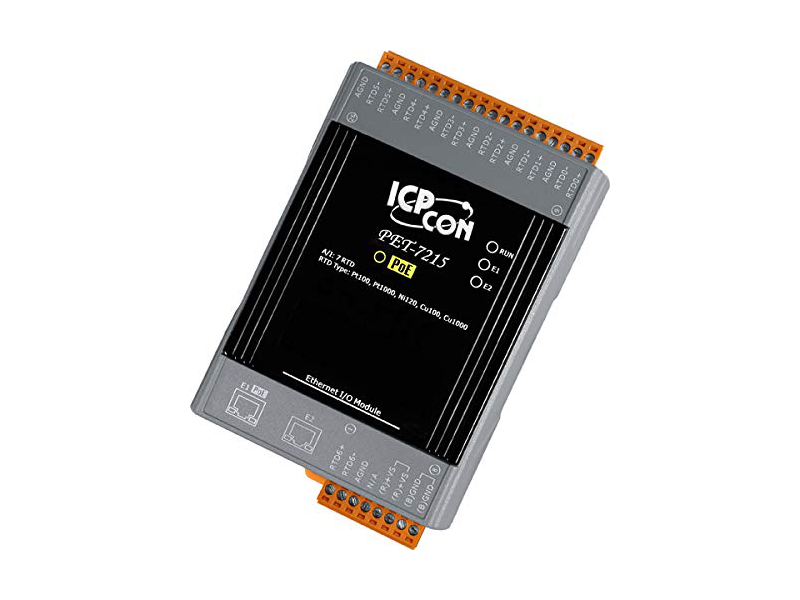 AGND
RTD5-
RTD5+
AGND
RTD4-
RTD4+
AGND
RTD3-
RTD3+
AGND
RTD2-
RTD2+
AGND
RTD1-
RTD1+
AGND
RTD0-
RTD0+
ICP
CON
PET-7215
PoE
RUN
E1
E2
A/I: 7 RTD
RTD Type: Pt100, Pt1000, Ni120, Cu100, Cu1000
Ethernet I/O Module
E1 PoE
E2
RTD6+
RTD6-
AGND
N/A
(R)+VS
(R)+VS
(B)GND
(B)GND